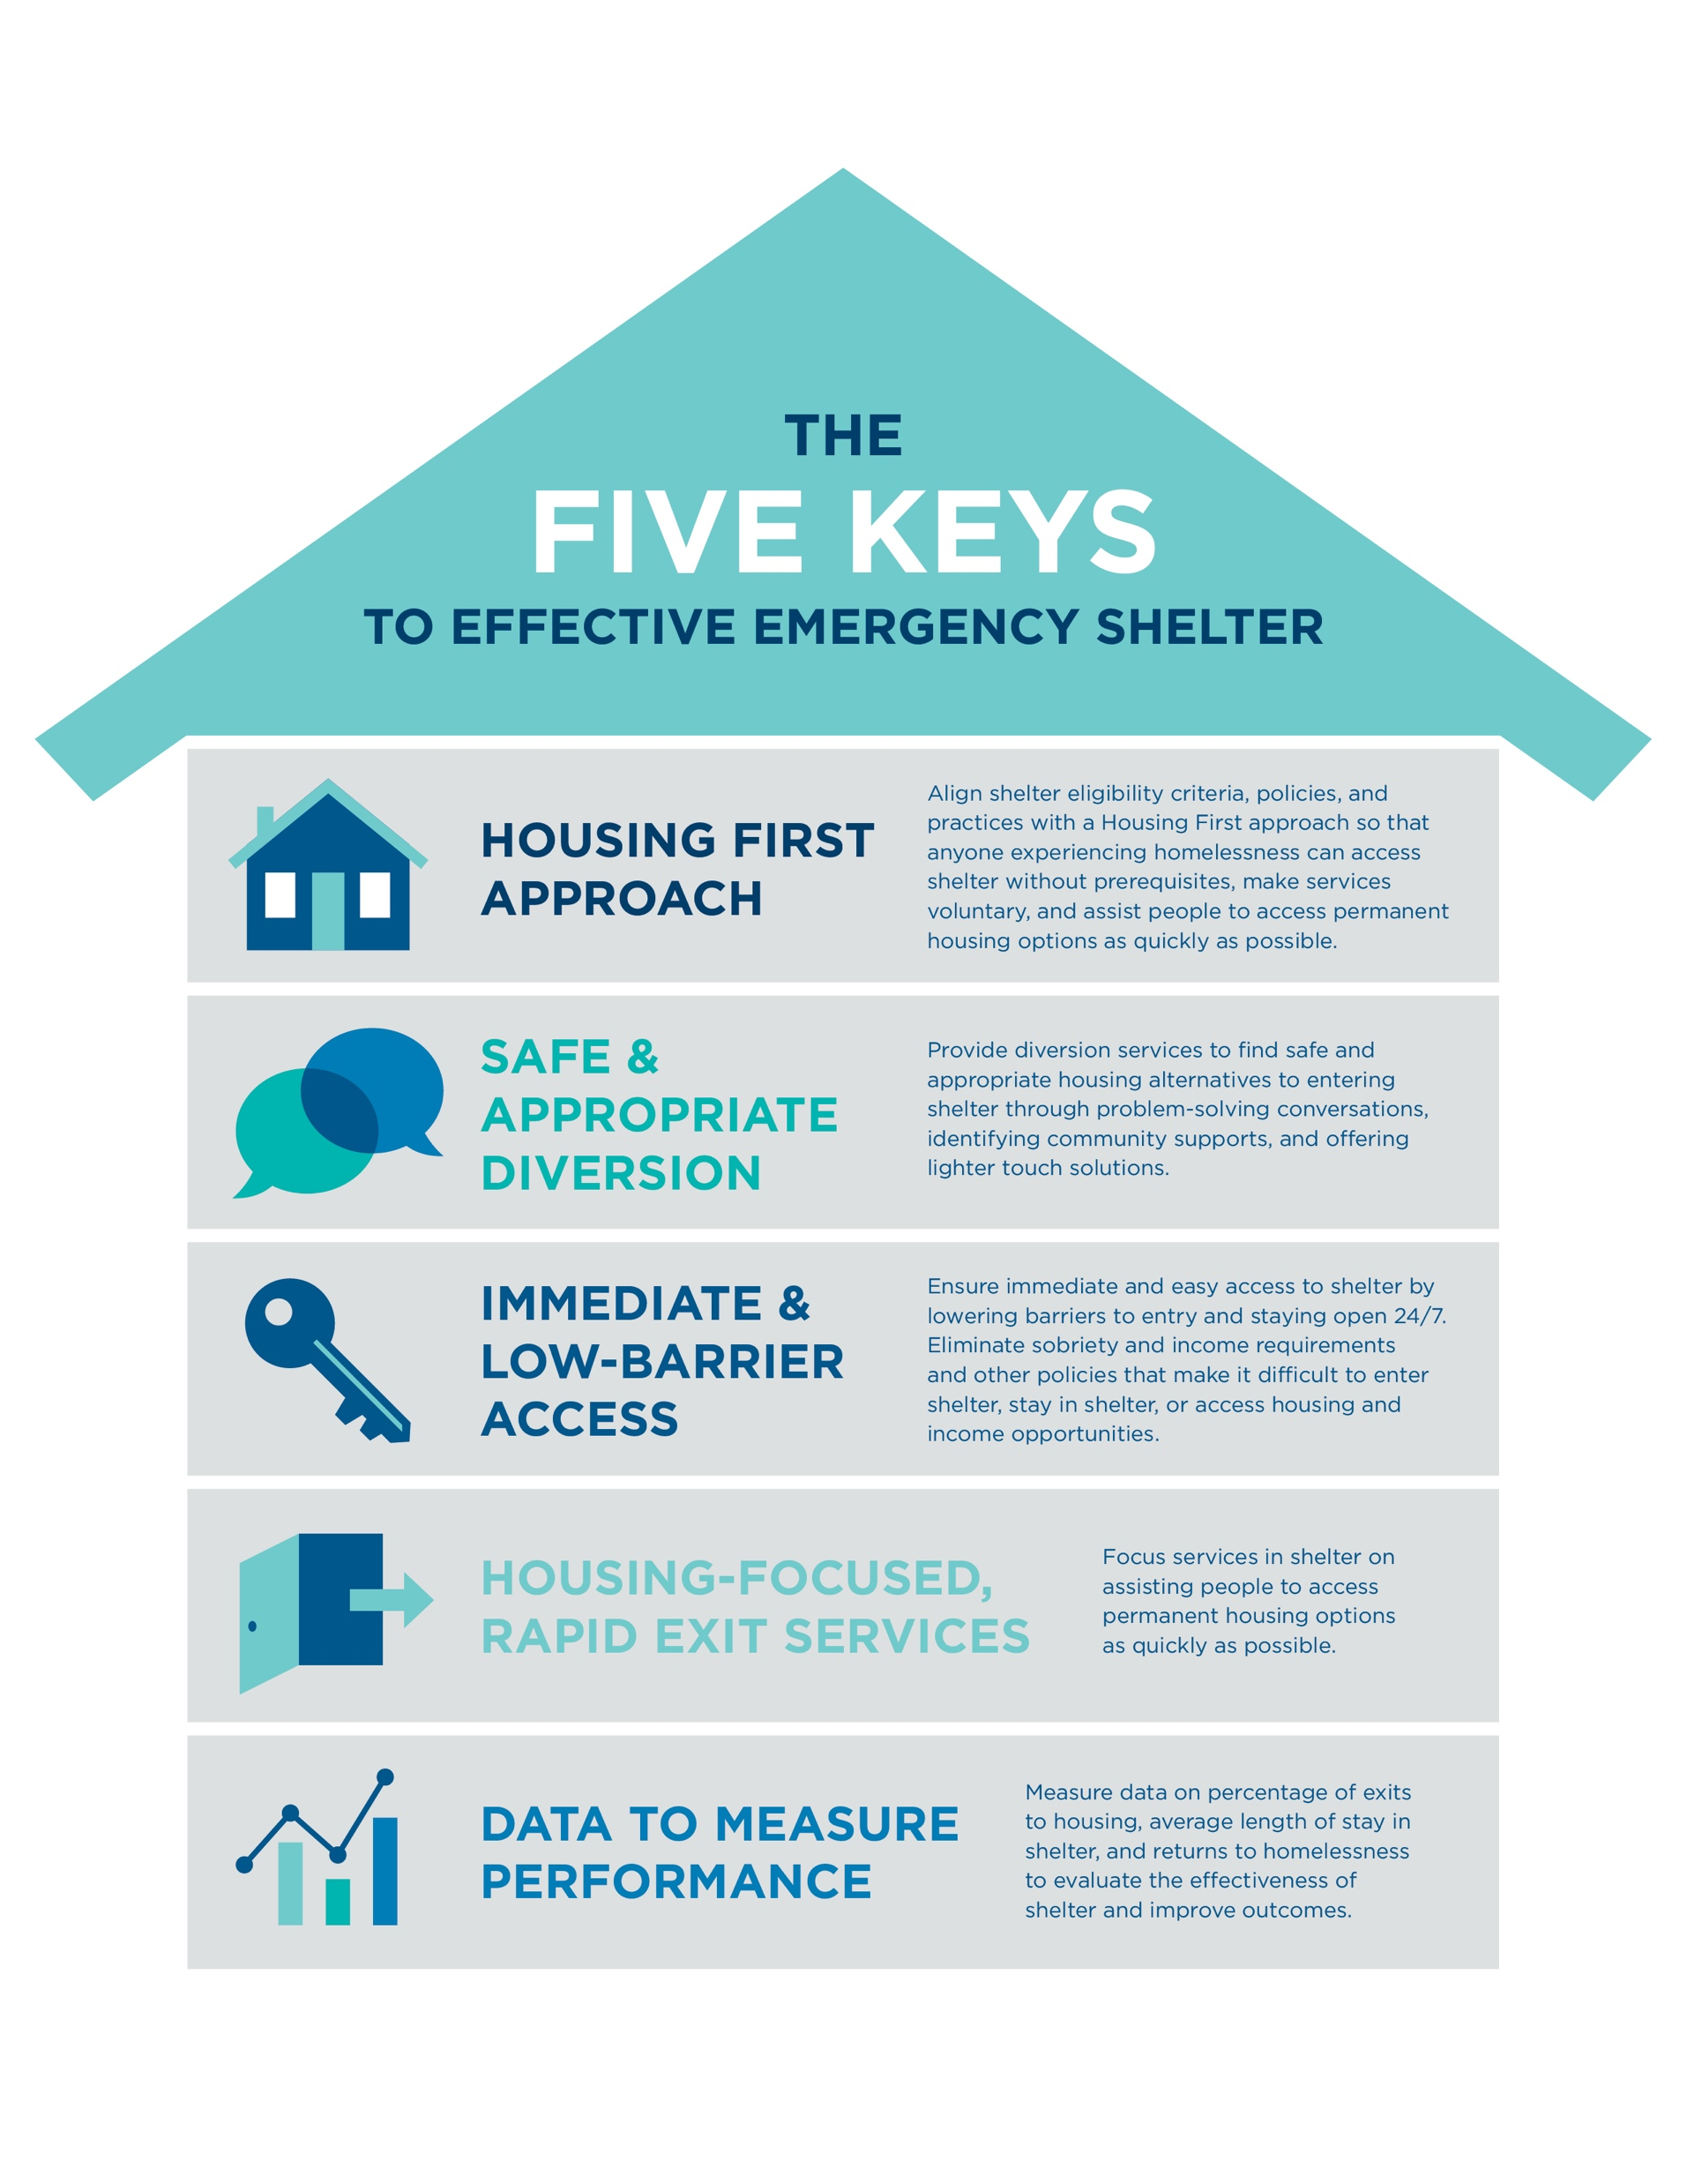 THE
FIVE KEYS
TO EFFECTIVE EMERGENCY SHELTER
HOUSING FIRST
APPROACH
Align shelter eligibility criteria, policies, and
practices with a Housing First approach so that
anyone experiencing homelessness can access
shelter without prerequisites, make services
voluntary, and assist people to access permanent
housing options as quickly as possible.
SAFE &
APPROPRIATE
DIVERSION
Provide diversion services to find safe and
appropriate housing alternatives to entering
shelter through problem-solving conversations,
identifying community supports, and offering
lighter touch solutions.
IMMEDIATE &
LOW-BARRIER
ACCESS
Ensure immediate and easy access to shelter by
lowering barriers to entry and staying open 24/7.
Eliminate sobriety and income requirements
and other policies that make it difficult to enter
shelter, stay in shelter, or access housing and
income opportunities.
HOUSING-FOCUSED,
RAPID EXIT SERVICES
Focus services in shelter on
assisting people to access
permanent housing options
as quickly as possible.
DATA TO MEASURE
PERFORMANCE
Measure data on percentage of exits
to housing, average length of stay in
shelter, and returns to homelessness
to evaluate the effectiveness of
shelter and improve outcomes.